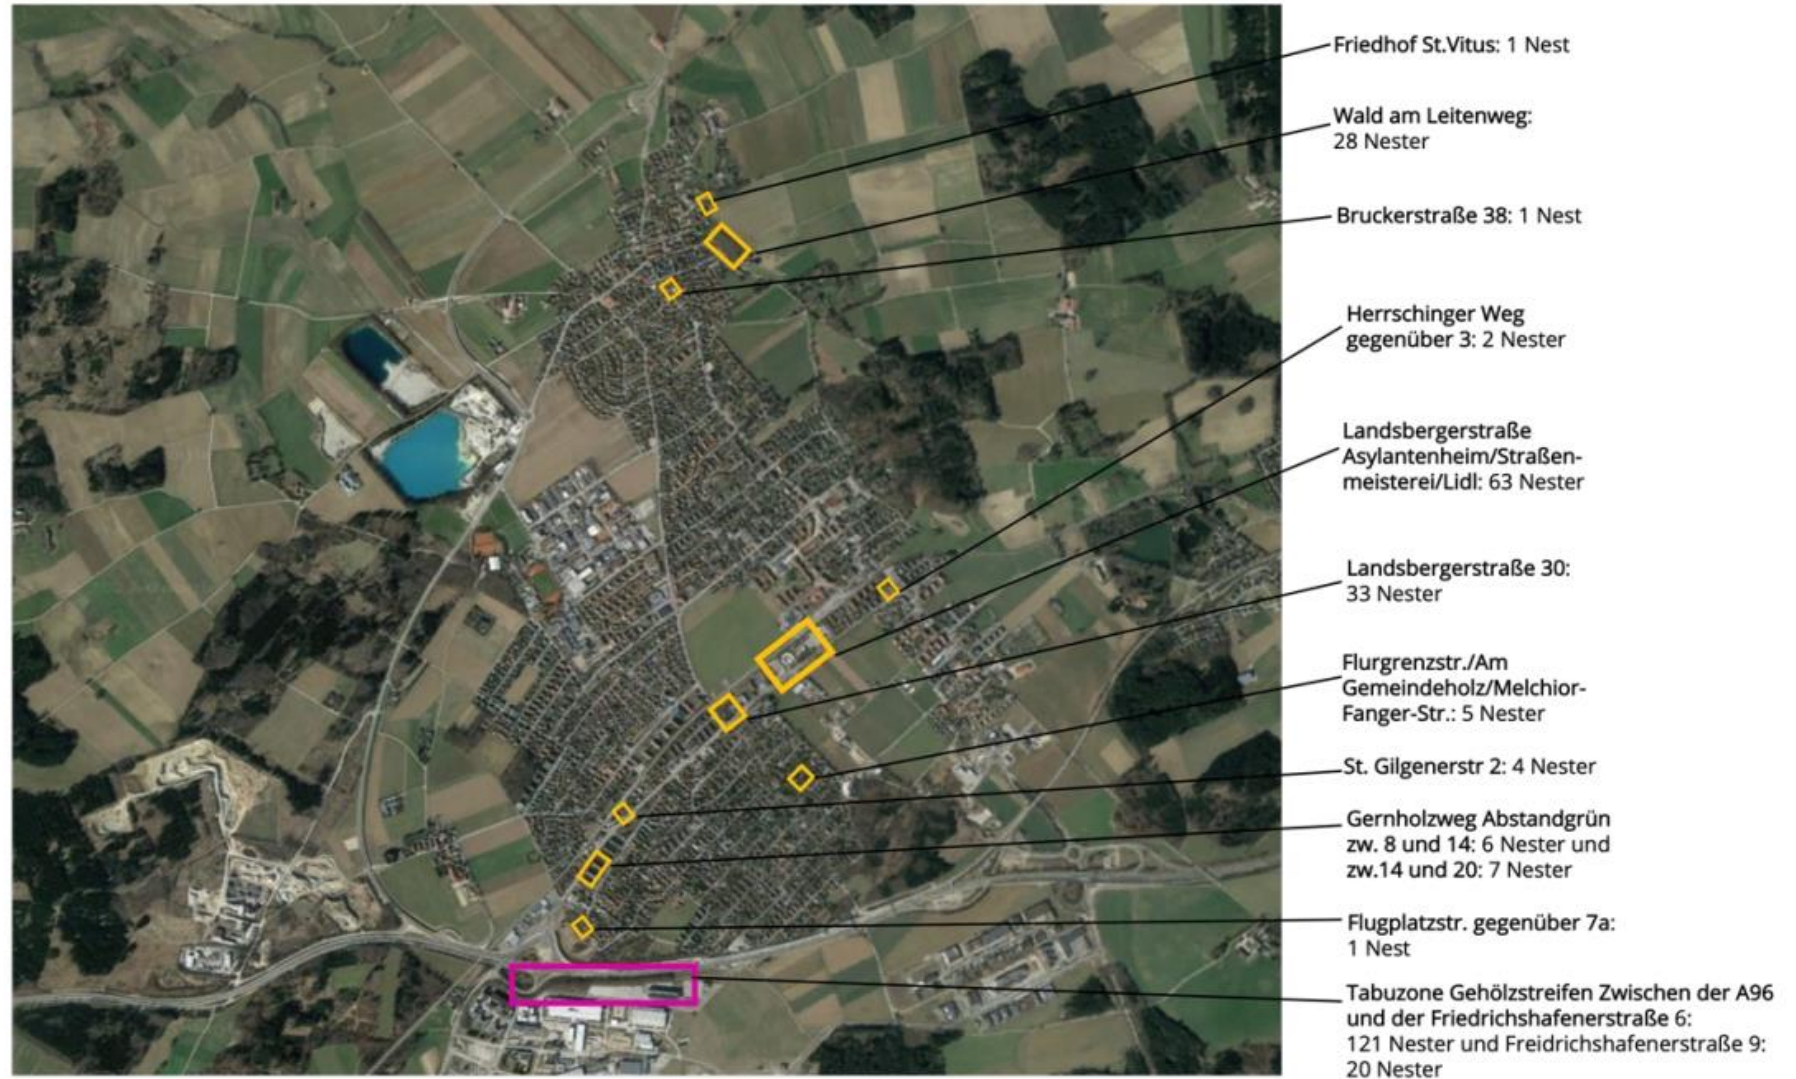 Friedhof St.Vitus: 1 Nest
Wald am Leitenweg:
28 Nester
Bruckerstraße 38: 1 Nest
Herrschinger Weg
gegenüber 3: 2 Nester
Landsbergerstraße
Asylantenheim/Straßen-
meisterei/Lidl: 63 Nester
Landsbergerstraße 30:
33 Nester
Flurgrenzstr./Am
Gemeindeholz/Melchior-
Fanger-Str.: 5 Nester
St. Gilgenerstr 2: 4 Nester
Gernholzweg Abstandgrün
zw. 8 und 14: 6 Nester und
zw.14 und 20: 7 Nester
Flugplatzstr. gegenüber 7a:
1 Nest
Tabuzone Gehölzstreifen Zwischen der A96
und der Friedrichshafenerstraße 6:
121 Nester und Freidrichshafenerstraße 9:
20 Nester